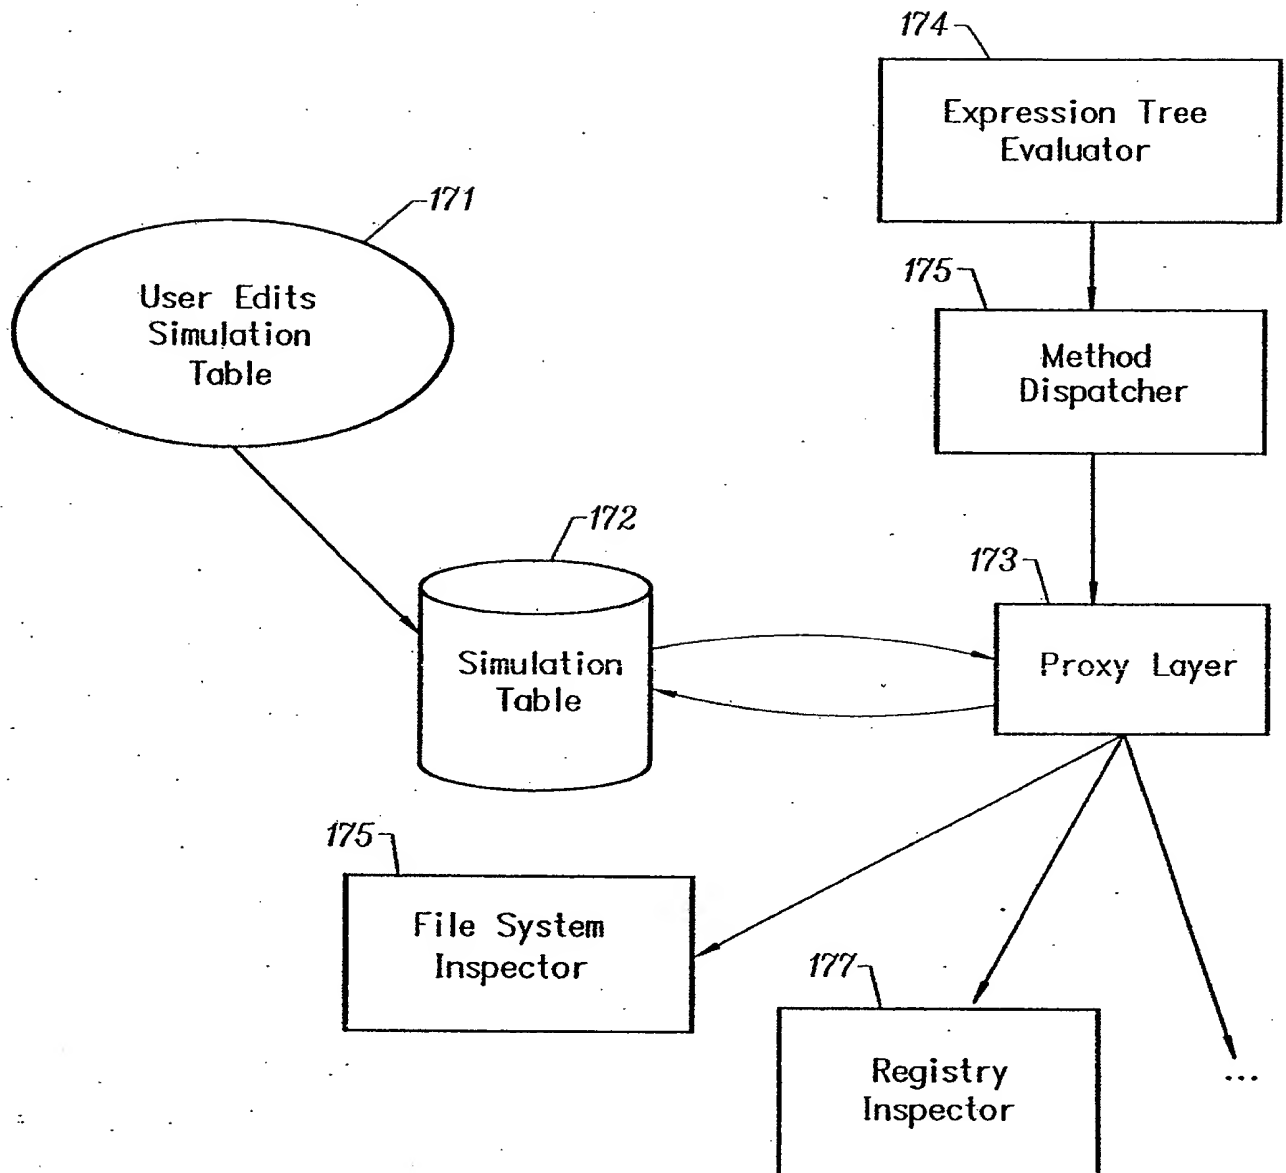 174
Expression Tree
Evaluator
171
User Edits
Simulation
Table
175
Method
Dispatcher
172
Simulation
Table
173
Proxy Layer
175
File System
Inspector
177
Registry
Inspector
...